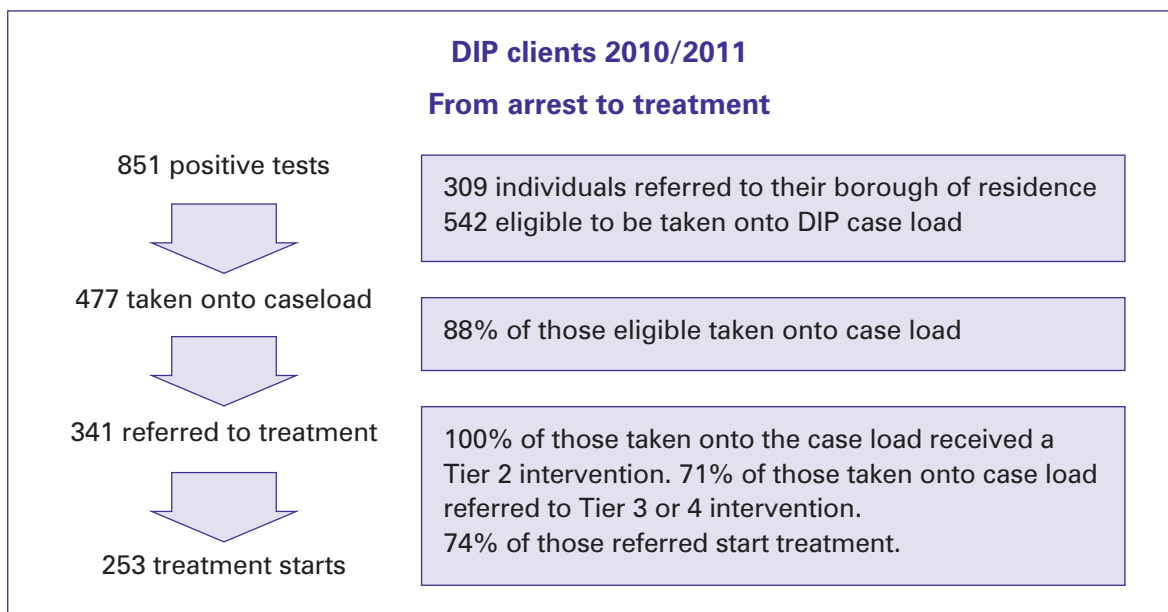 DIP clients 2010/2011
From arrest to treatment
851 positive tests
309 individuals referred to their borough of residence
542 eligible to be taken onto DIP case load
477 taken onto caseload
88% of those eligible taken onto case load
341 referred to treatment
100% of those taken onto the case load received a
Tier 2 intervention. 71% of those taken onto case load
referred to Tier 3 or 4 intervention.
74% of those referred start treatment.
253 treatment starts